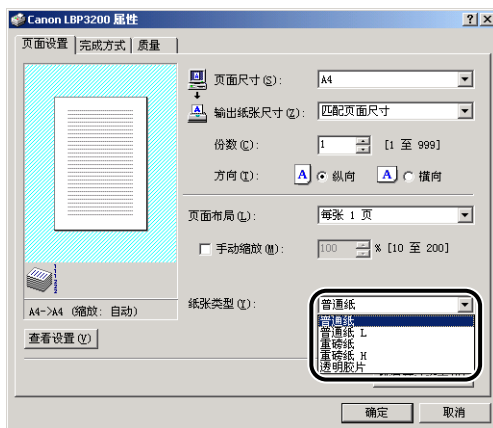 Canon LBP3200 属性
页面设置 完成方式 质量
页面尺寸(S): A4
输出纸张尺寸(Z): 匹配页面尺寸
份数(C): 1 [1 至 999]
方向(I): A 纵向 A 横向
页面布局(L): 每张 1 页
手动缩放(M): 100 % [10 至 200]
A4->A4 (缩放: 自动)
纸张类型(Y): 普通纸
普通纸
普通纸 L
重磅纸
重磅纸 H
透明胶片
查看设置(V)
确定 取消